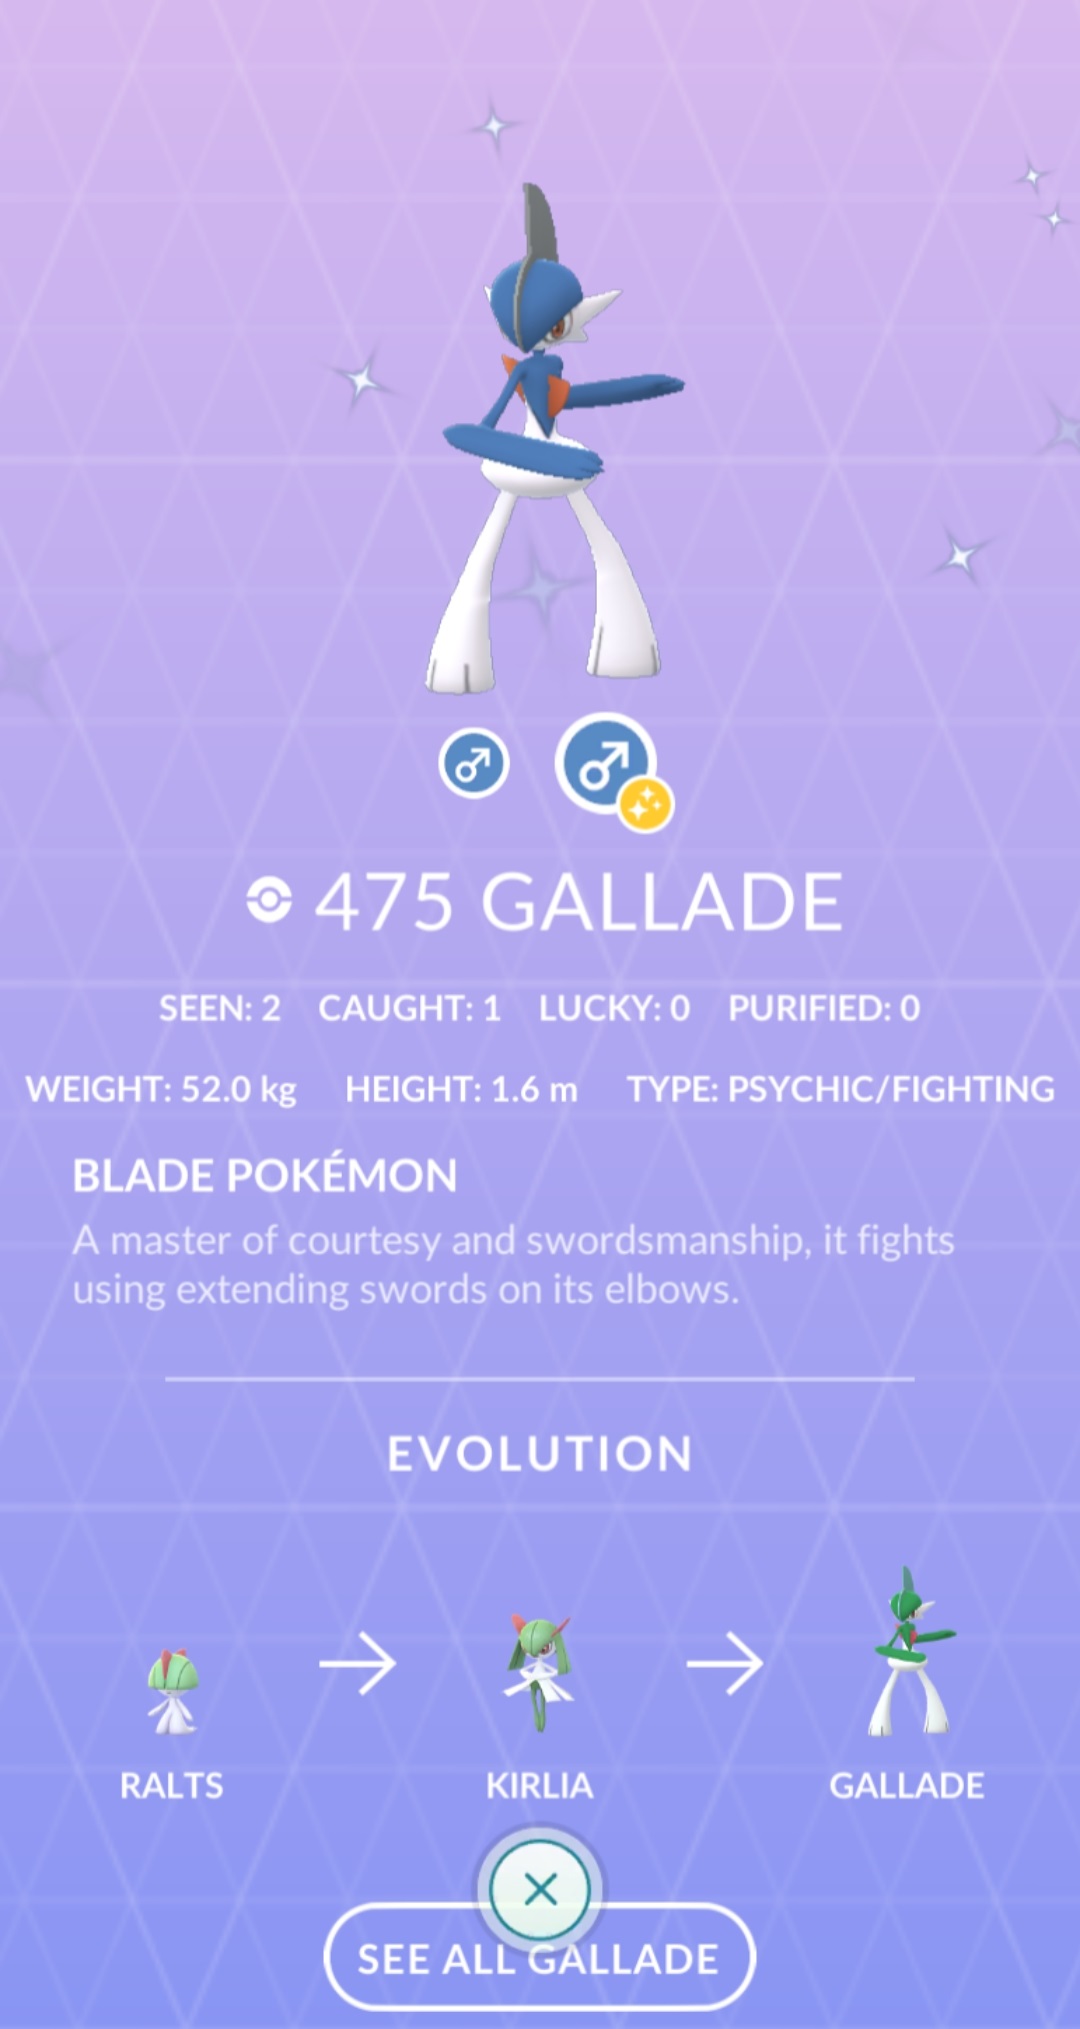 475 GALLADE
SEEN: 2 CAUGHT: 1 LUCKY: 0 PURIFIED: 0
WEIGHT: 52.0 kg HEIGHT: 1.6 m TYPE: PSYCHIC/FIGHTING
BLADE POKÉMON
A master of courtesy and swordsmanship, it fights
using extending swords on its elbows.
EVOLUTION
RALTS KIRLIA GALLADE
SEE ALL GALLADE